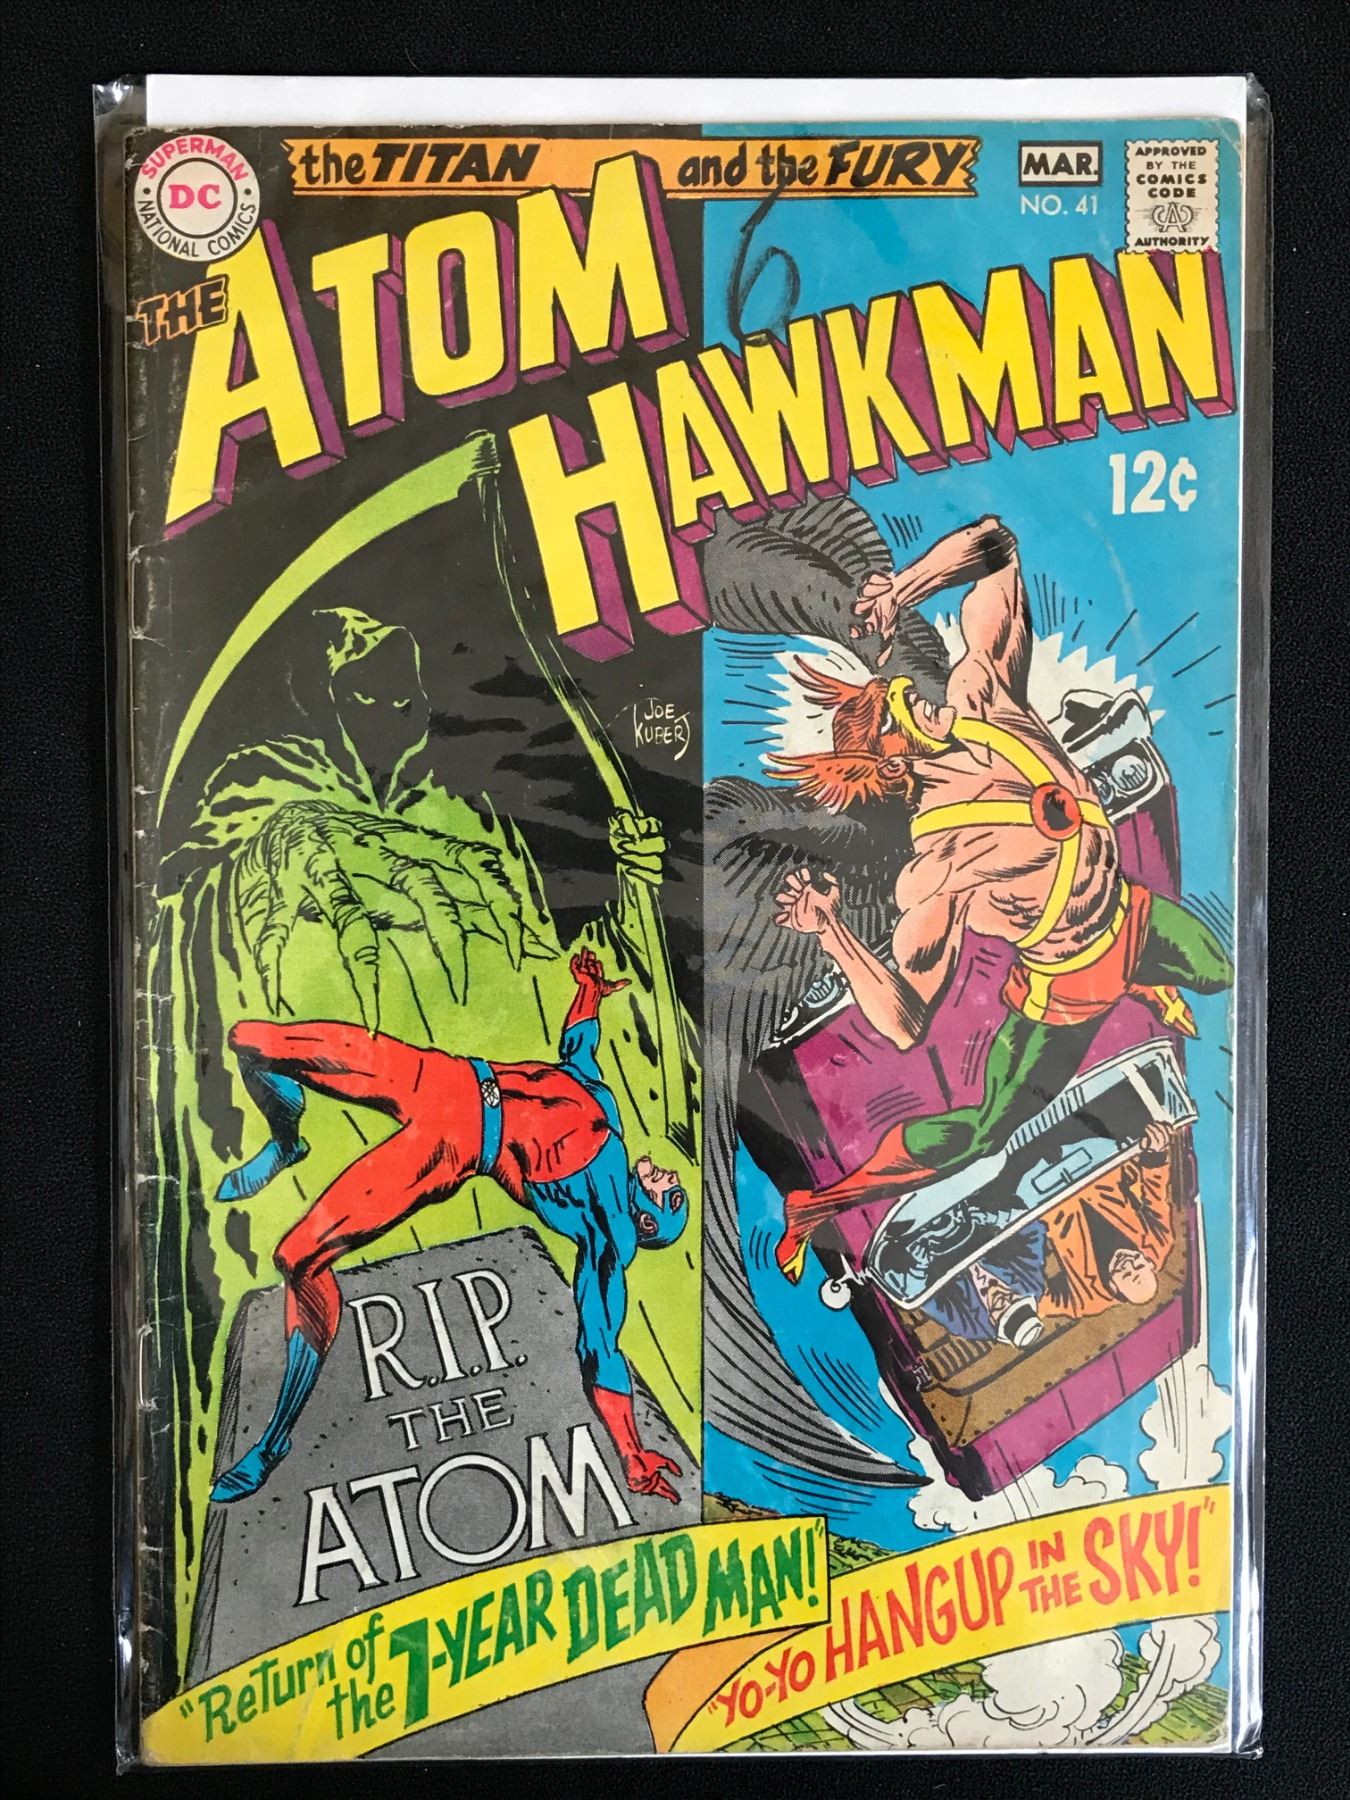 SUPERMAN
DC
NATIONAL COMICS
the TITAN and the FURY
MAR.
NO. 41
APPROVED
BY THE
COMICS
CODE
AUTHORITY
6
THE ATOM
HAWKMAN
12¢
JOE
KUBERT
R.I.P.
THE
ATOM
"Return of
the 7-YEAR DEAD MAN!"
"YO-YO HANGUP IN THE SKY!"